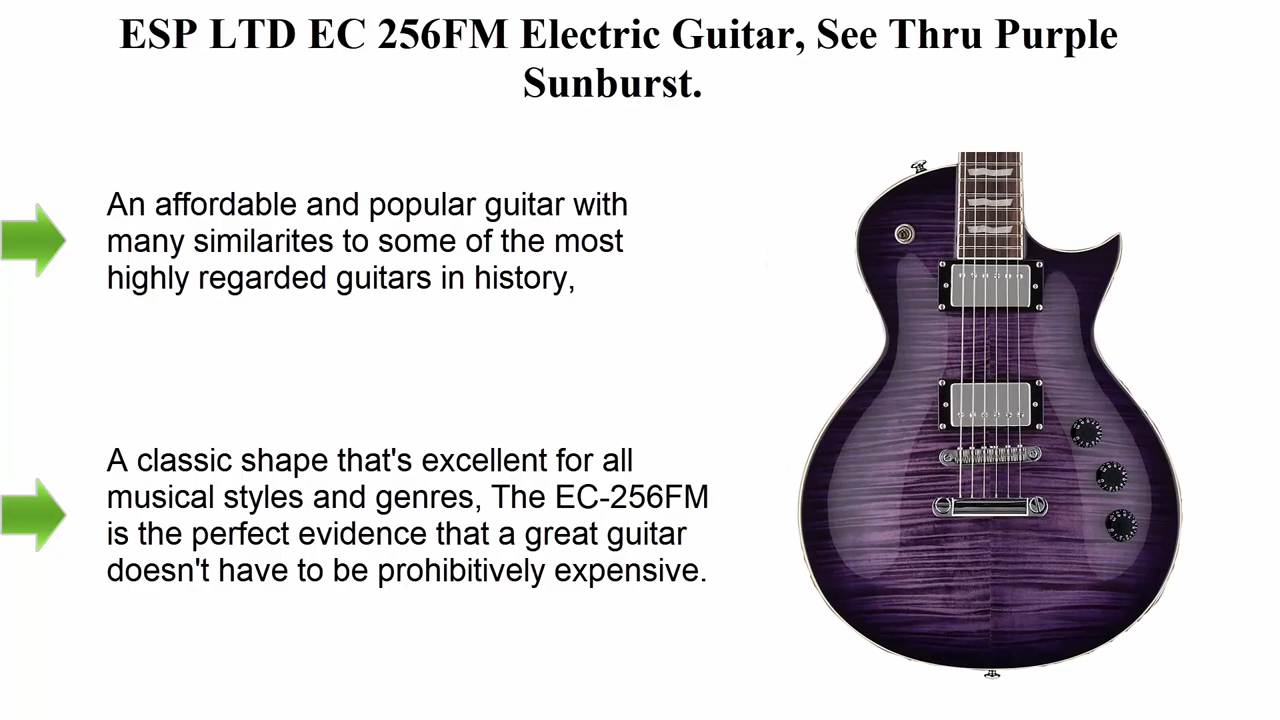 ESP LTD EC 256FM Electric Guitar, See Thru Purple
Sunburst.
An affordable and popular guitar with
many similarites to some of the most
highly regarded guitars in history,
A classic shape that's excellent for all
musical styles and genres, The EC-256FM
is the perfect evidence that a great guitar
doesn't have to be prohibitively expensive.